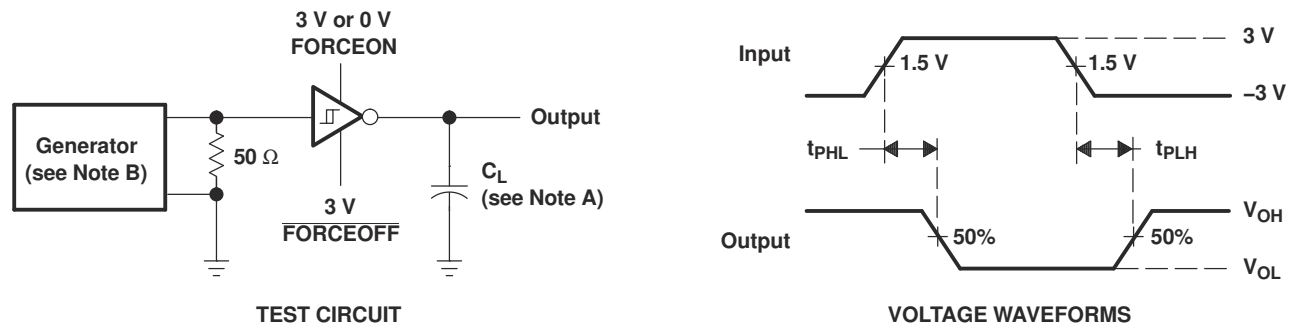 3 V or 0 V
FORCEON
Generator
(see Note B)
50 Ω
Output
CL
(see Note A)
3 V
FORCEOFF
TEST CIRCUIT
Input
3 V
1.5 V
1.5 V
–3 V
tPHL
tPLH
Output
VOH
50%
50%
VOL
VOLTAGE WAVEFORMS